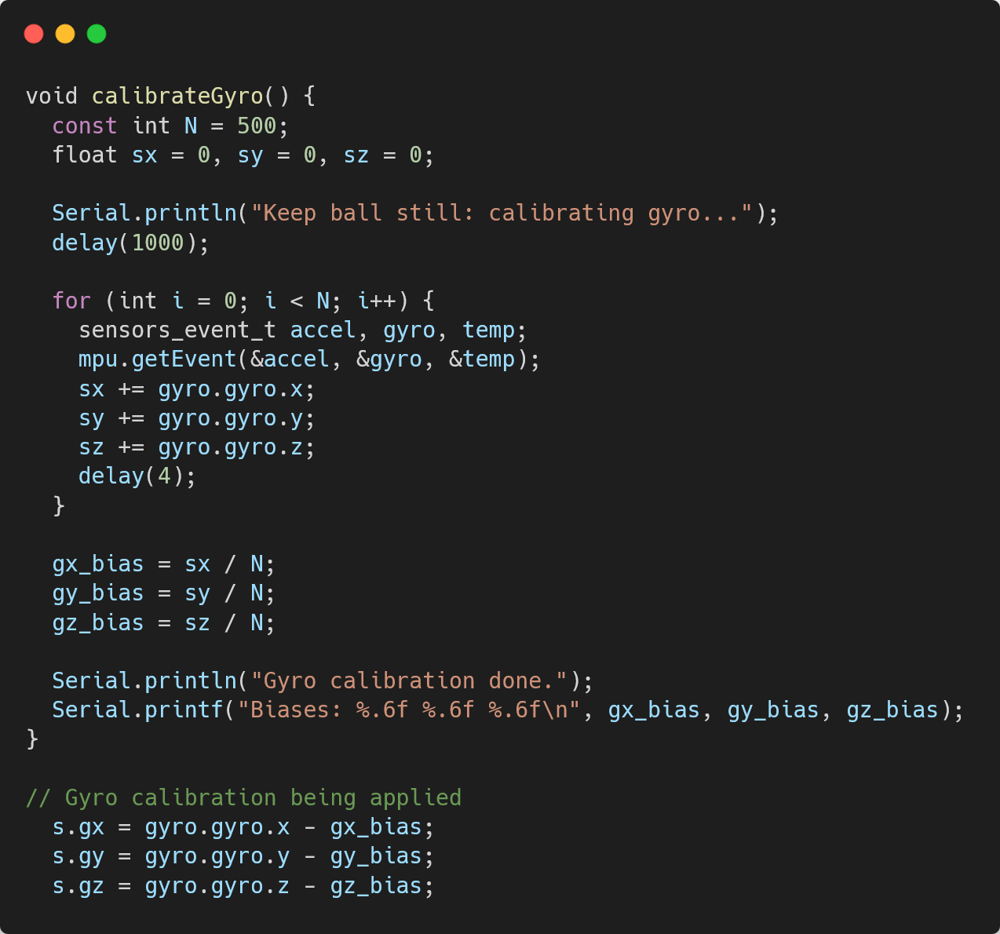 void calibrateGyro() {
  const int N = 500;
  float sx = 0, sy = 0, sz = 0;

  Serial.println("Keep ball still: calibrating gyro...");
  delay(1000);

  for (int i = 0; i < N; i++) {
    sensors_event_t accel, gyro, temp;
    mpu.getEvent(&accel, &gyro, &temp);
    sx += gyro.gyro.x;
    sy += gyro.gyro.y;
    sz += gyro.gyro.z;
    delay(4);
  }

  gx_bias = sx / N;
  gy_bias = sy / N;
  gz_bias = sz / N;

  Serial.println("Gyro calibration done.");
  Serial.printf("Biases: %.6f %.6f %.6f\n", gx_bias, gy_bias, gz_bias);
}

// Gyro calibration being applied
  s.gx = gyro.gyro.x - gx_bias;
  s.gy = gyro.gyro.y - gy_bias;
  s.gz = gyro.gyro.z - gz_bias;